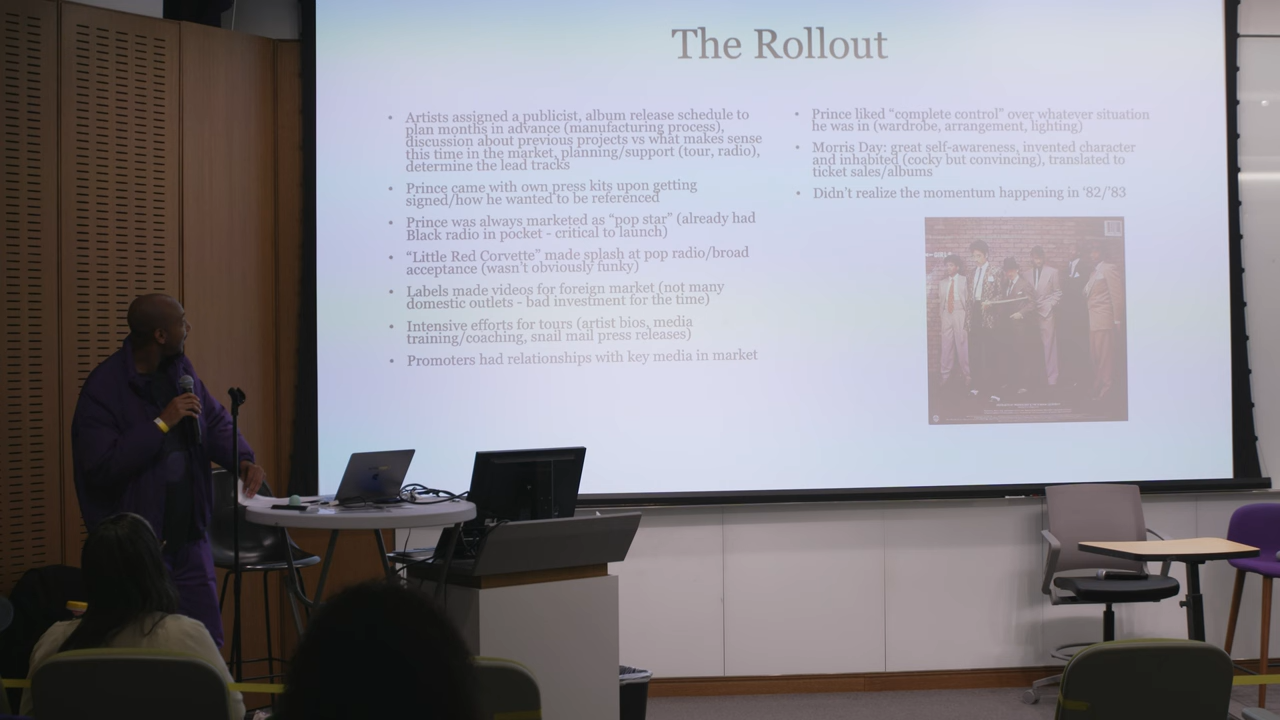 The Rollout
• Artists assigned a publicist, album release schedule to
plan months in advance (manufacturing process),
discussion about previous projects vs what makes sense
this time in the market, planning/support (tour, radio),
determine the lead tracks
• Prince came with own press kits upon getting
signed/how he wanted to be referenced
• Prince was always marketed as “pop star” (already had
Black radio in pocket - critical to launch)
• “Little Red Corvette” made splash at pop radio/broad
acceptance (wasn’t obviously funky)
• Labels made videos for foreign market (not many
domestic outlets - bad investment for the time)
• Intensive efforts for tours (artist bios, media
training/coaching, snail mail press releases)
• Promoters had relationships with key media in market
• Prince liked “complete control” over whatever situation
he was in (wardrobe, arrangement, lighting)
• Morris Day: great self-awareness, invented character
and inhabited (cocky but convincing), translated to
ticket sales/albums
• Didn’t realize the momentum happening in ‘82/’83